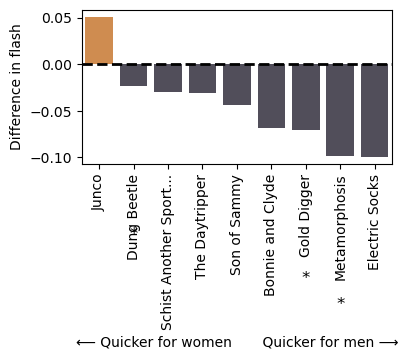 Difference in flash
0.05
0.00
−0.05
−0.10
Junco
Dung Beetle
Schist Another Sport...
The Daytripper
Son of Sammy
Bonnie and Clyde
* Gold Digger
* Metamorphosis
Electric Socks
⟵ Quicker for women Quicker for men ⟶